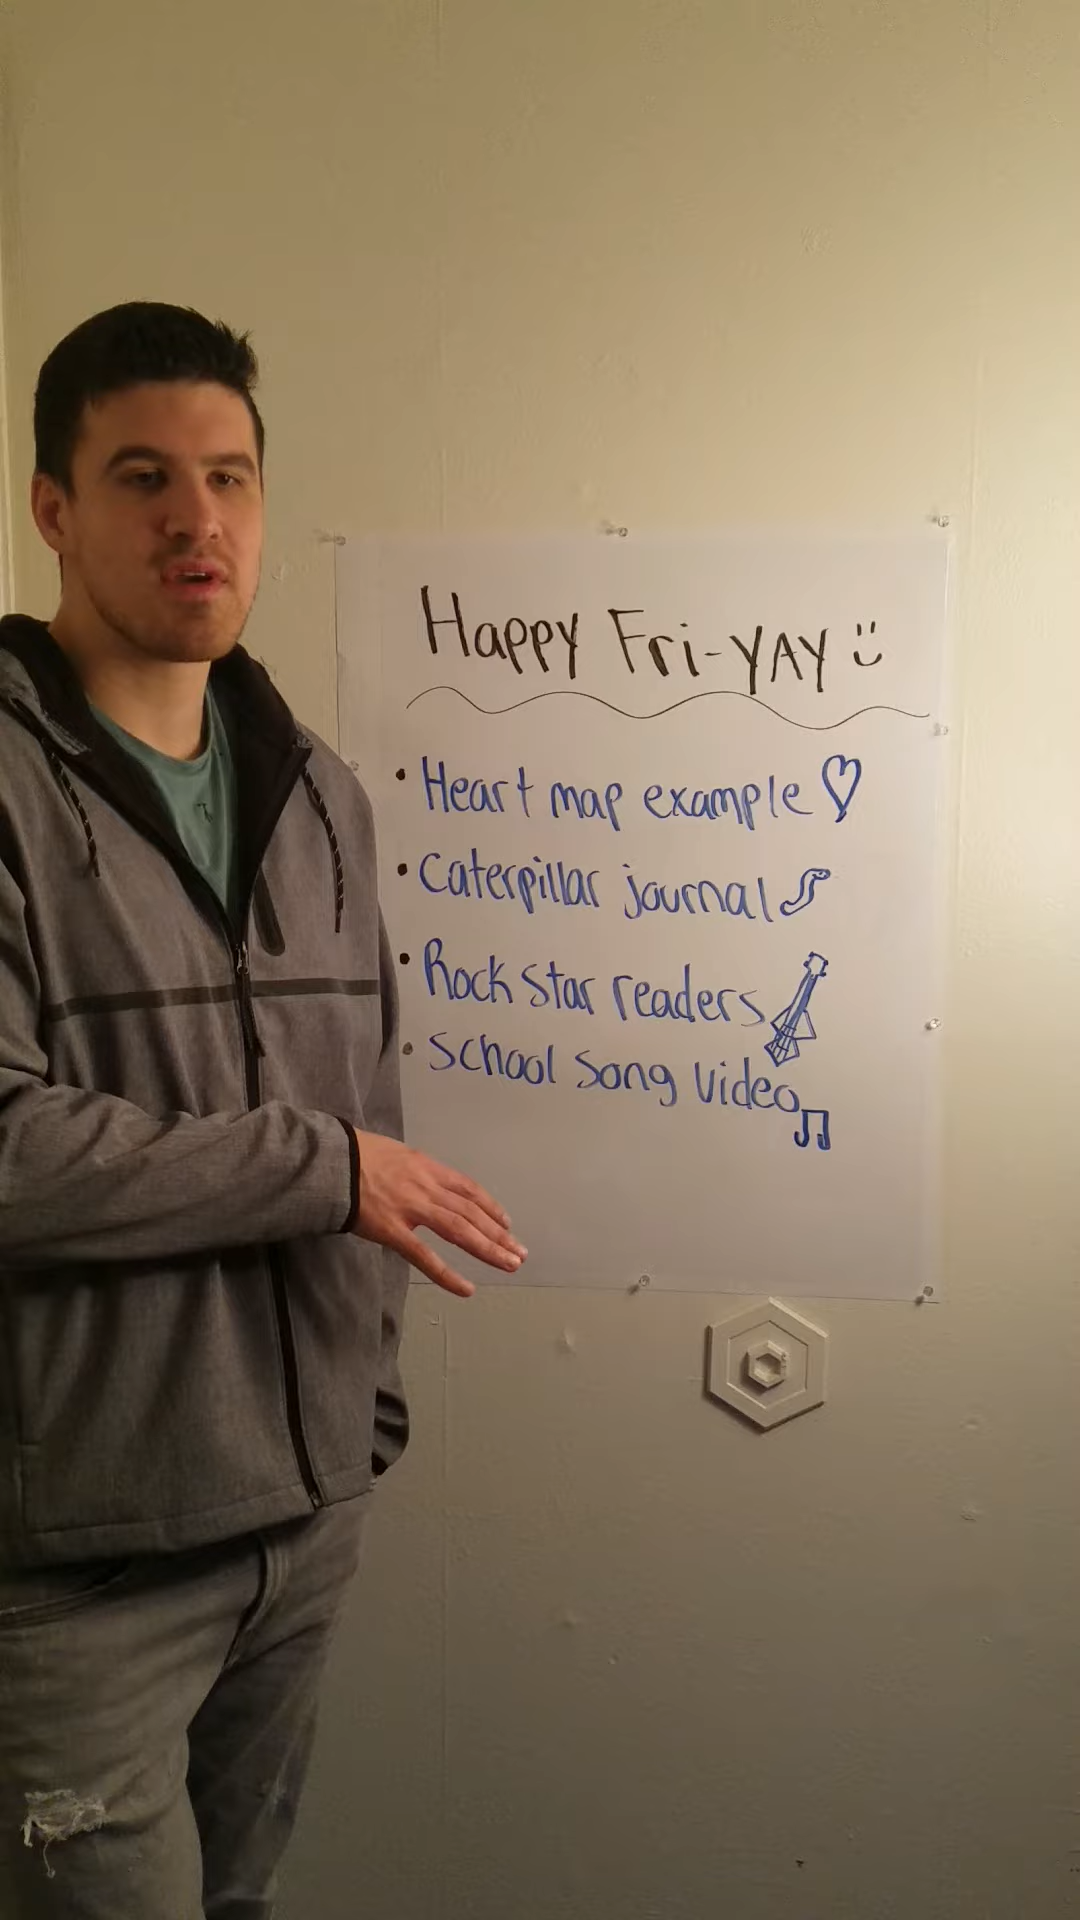 Happy Fri-YAY
• Heart map example
• Caterpillar journal
• Rock Star readers
• School Song Video